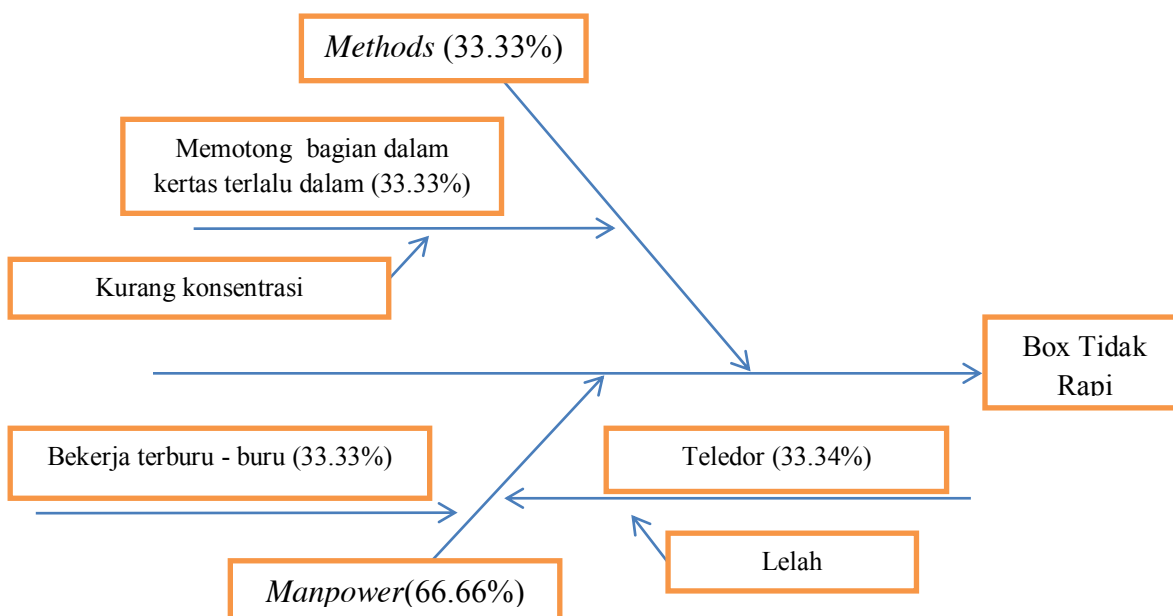 Methods (33.33%)
Memotong bagian dalam
kertas terlalu dalam (33.33%)
Kurang konsentrasi
Box Tidak
Rapi
Bekerja terburu - buru (33.33%)
Teledor (33.34%)
Lelah
Manpower(66.66%)